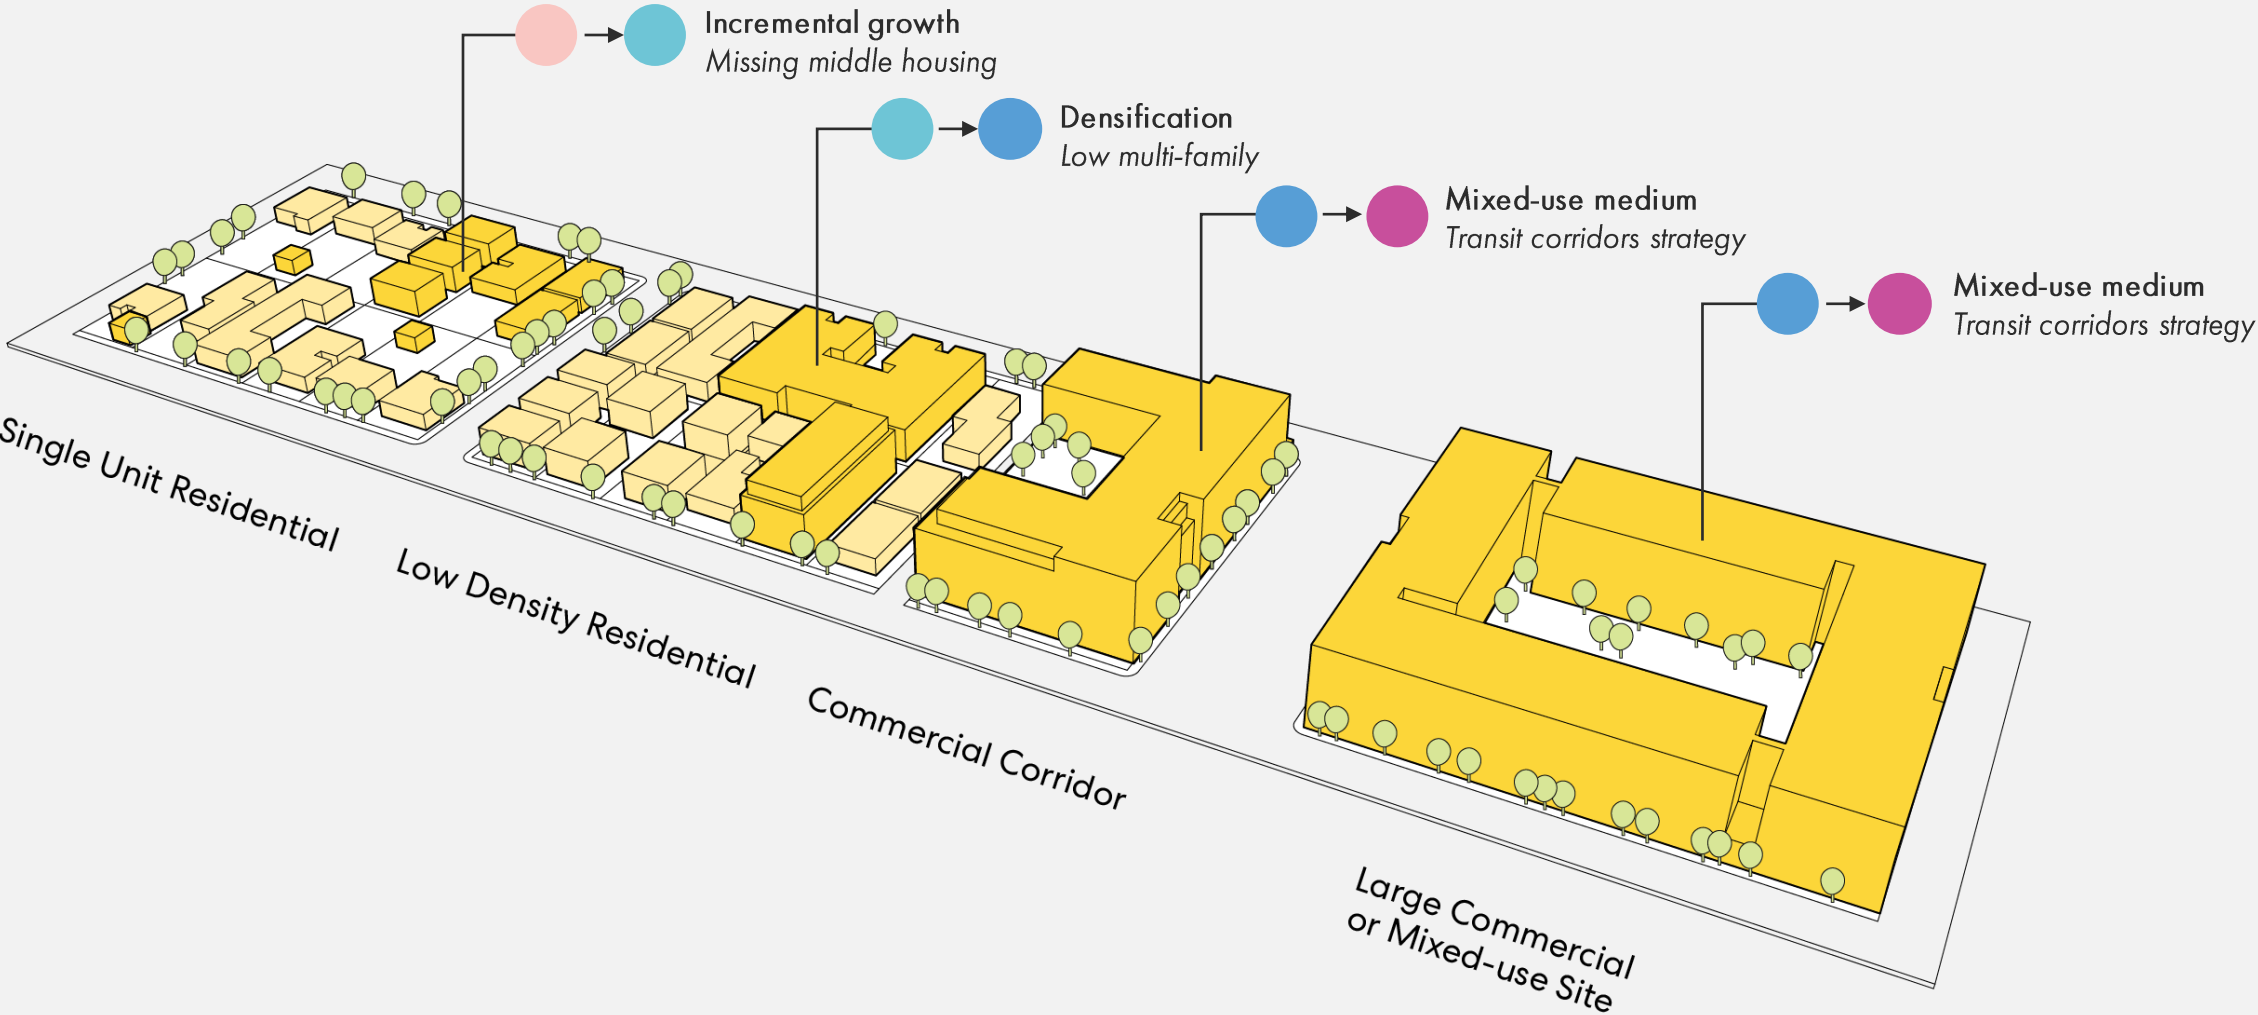 Incremental growth
Missing middle housing
Densification
Low multi-family
Mixed-use medium
Transit corridors strategy
Mixed-use medium
Transit corridors strategy
Single Unit Residential
Low Density Residential
Commercial Corridor
Large Commercial
or Mixed-use Site